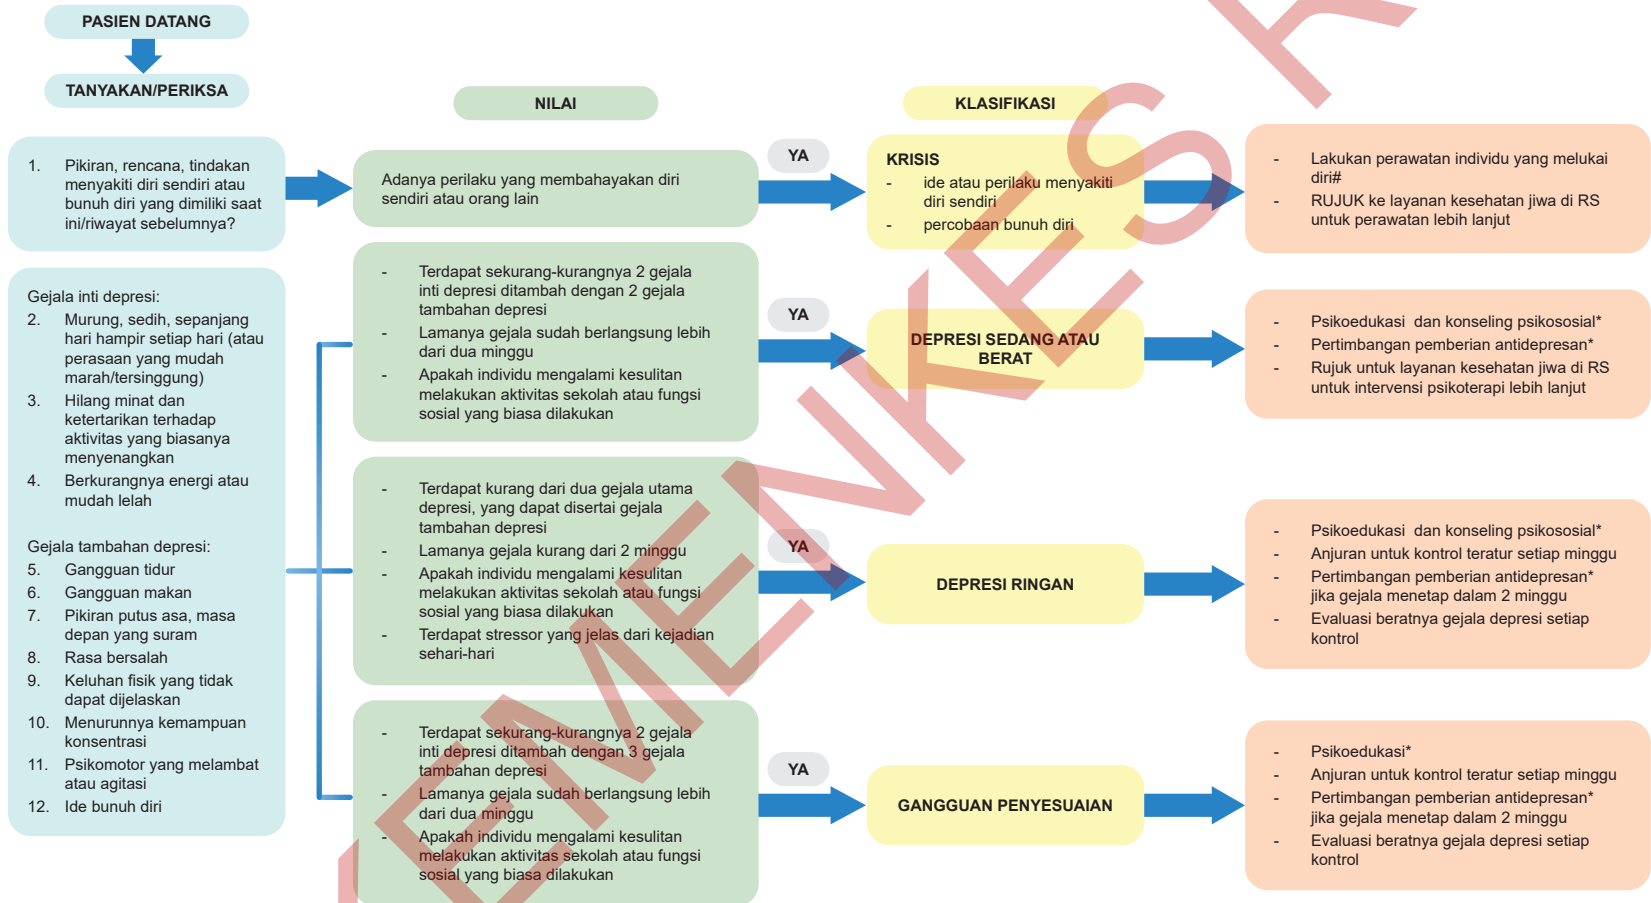 PASIEN DATANG
TANYAKAN/PERIKSA
NILAI
KLASIFIKASI
1. Pikiran, rencana, tindakan
menyakiti diri sendiri atau
bunuh diri yang dimiliki saat
ini/riwayat sebelumnya?
Adanya perilaku yang membahayakan diri
sendiri atau orang lain
YA
KRISIS
- ide atau perilaku menyakiti
diri sendiri
- percobaan bunuh diri
- Lakukan perawatan individu yang melukai
diri#
- RUJUK ke layanan kesehatan jiwa di RS
untuk perawatan lebih lanjut
Gejala inti depresi:
2. Murung, sedih, sepanjang
hari hampir setiap hari (atau
perasaan yang mudah
marah/tersinggung)
3. Hilang minat dan
ketertarikan terhadap
aktivitas yang biasanya
menyenangkan
4. Berkurangnya energi atau
mudah lelah
Gejala tambahan depresi:
5. Gangguan tidur
6. Gangguan makan
7. Pikiran putus asa, masa
depan yang suram
8. Rasa bersalah
9. Keluhan fisik yang tidak
dapat dijelaskan
10. Menurunnya kemampuan
konsentrasi
11. Psikomotor yang melambat
atau agitasi
12. Ide bunuh diri
- Terdapat sekurang-kurangnya 2 gejala
inti depresi ditambah dengan 2 gejala
tambahan depresi
- Lamanya gejala sudah berlangsung lebih
dari dua minggu
- Apakah individu mengalami kesulitan
melakukan aktivitas sekolah atau fungsi
sosial yang biasa dilakukan
YA
DEPRESI SEDANG ATAU
BERAT
- Psikoedukasi dan konseling psikososial*
- Pertimbangan pemberian antidepresan*
- Rujuk untuk layanan kesehatan jiwa di RS
untuk intervensi psikoterapi lebih lanjut
- Terdapat kurang dari dua gejala utama
depresi, yang dapat disertai gejala
tambahan depresi
- Lamanya gejala kurang dari 2 minggu
- Apakah individu mengalami kesulitan
melakukan aktivitas sekolah atau fungsi
sosial yang biasa dilakukan
- Terdapat stressor yang jelas dari kejadian
sehari-hari
YA
DEPRESI RINGAN
- Psikoedukasi dan konseling psikososial*
- Anjuran untuk kontrol teratur setiap minggu
- Pertimbangan pemberian antidepresan*
jika gejala menetap dalam 2 minggu
- Evaluasi beratnya gejala depresi setiap
kontrol
- Terdapat sekurang-kurangnya 2 gejala
inti depresi ditambah dengan 3 gejala
tambahan depresi
- Lamanya gejala sudah berlangsung lebih
dari dua minggu
- Apakah individu mengalami kesulitan
melakukan aktivitas sekolah atau fungsi
sosial yang biasa dilakukan
YA
GANGGUAN PENYESUAIAN
- Psikoedukasi*
- Anjuran untuk kontrol teratur setiap minggu
- Pertimbangan pemberian antidepresan*
jika gejala menetap dalam 2 minggu
- Evaluasi beratnya gejala depresi setiap
kontrol
KEMENKES R